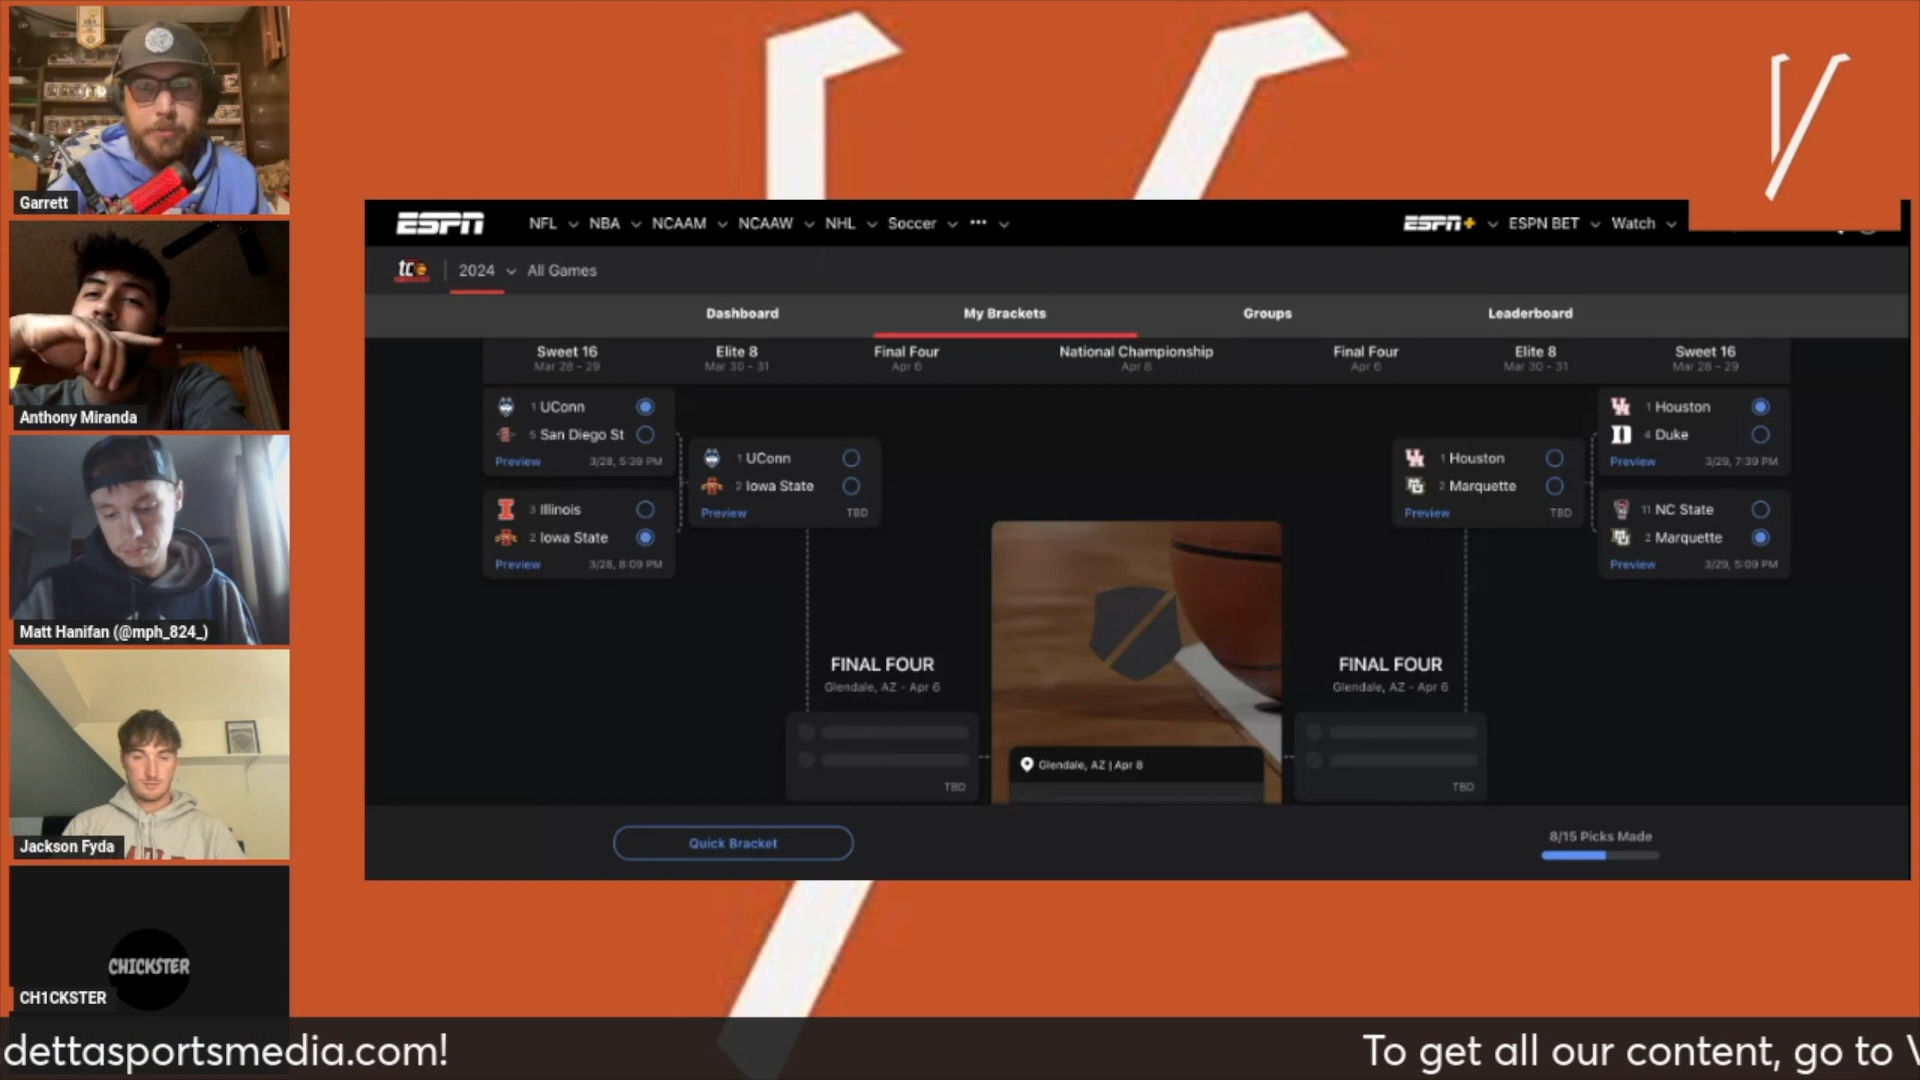 Garrett
Anthony Miranda
Matt Hanifan (@mph_824_)
Jackson Fyda
CHICKSTER
CH1CKSTER
ESPN NFL NBA NCAAM NCAAW NHL Soccer ••• ESPN+ ESPN BET Watch
tc 2024 All Games
Dashboard My Brackets Groups Leaderboard
Sweet 16 Elite 8 Final Four National Championship Final Four Elite 8 Sweet 16
Mar 28 - 29 Mar 30 - 31 Apr 6 Apr 8 Apr 6 Mar 30 - 31 Mar 28 - 29
1 UConn
5 San Diego St
Preview 3/28, 5:39 PM
3 Illinois
2 Iowa State
Preview 3/28, 8:09 PM
1 UConn
2 Iowa State
Preview TBD
1 Houston
2 Marquette
Preview TBD
1 Houston
4 Duke
Preview 3/29, 7:39 PM
11 NC State
2 Marquette
Preview 3/29, 5:09 PM
FINAL FOUR
Glendale, AZ - Apr 6
TBD
Glendale, AZ | Apr 8
FINAL FOUR
Glendale, AZ - Apr 6
TBD
Quick Bracket
8/15 Picks Made
dettasportsmedia.com! To get all our content, go to V